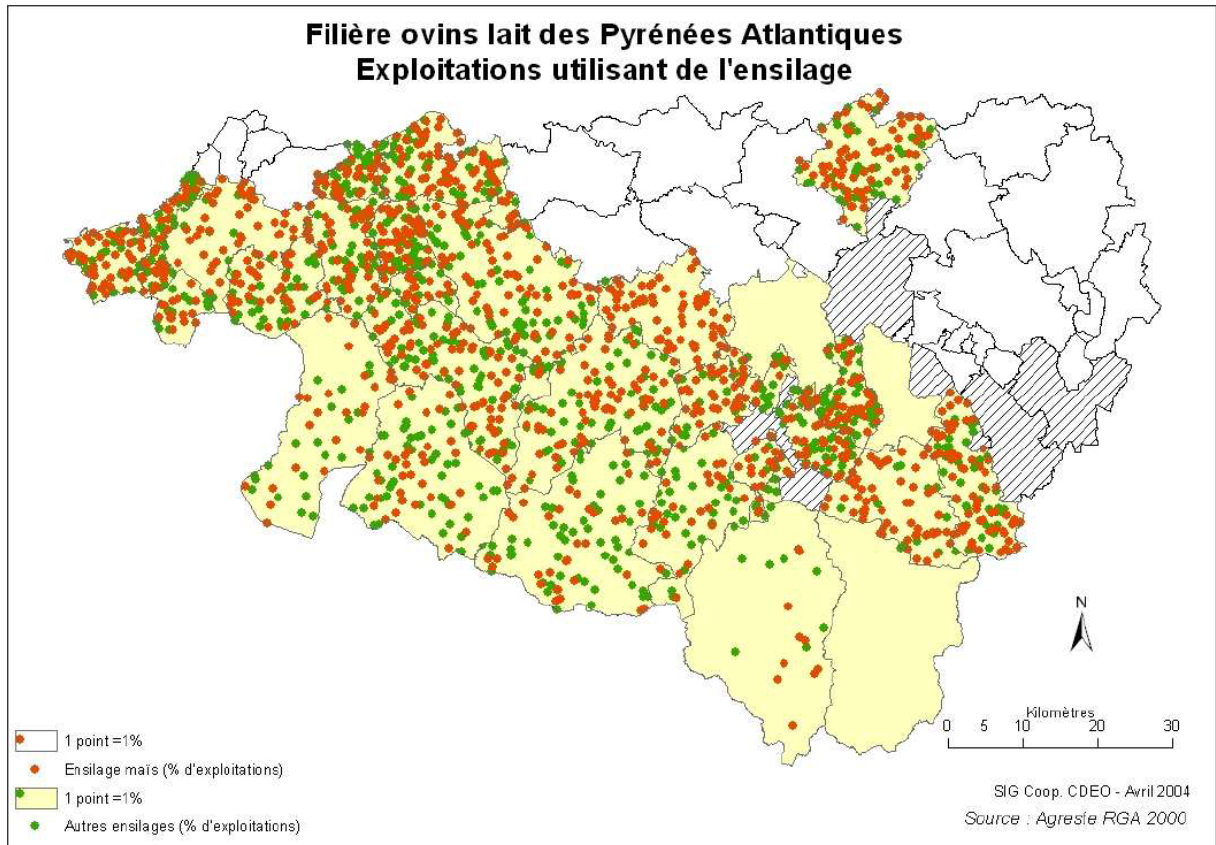 Filière ovins lait des Pyrénées Atlantiques
Exploitations utilisant de l'ensilage
N
Kilomètres
0 5 10 20 30
1 point =1%
Ensilage maïs (% d'exploitations)
1 point =1%
Autres ensilages (% d'exploitations)
SIG Coop. CDEO - Avril 2004
Source : Agreste RGA 2000